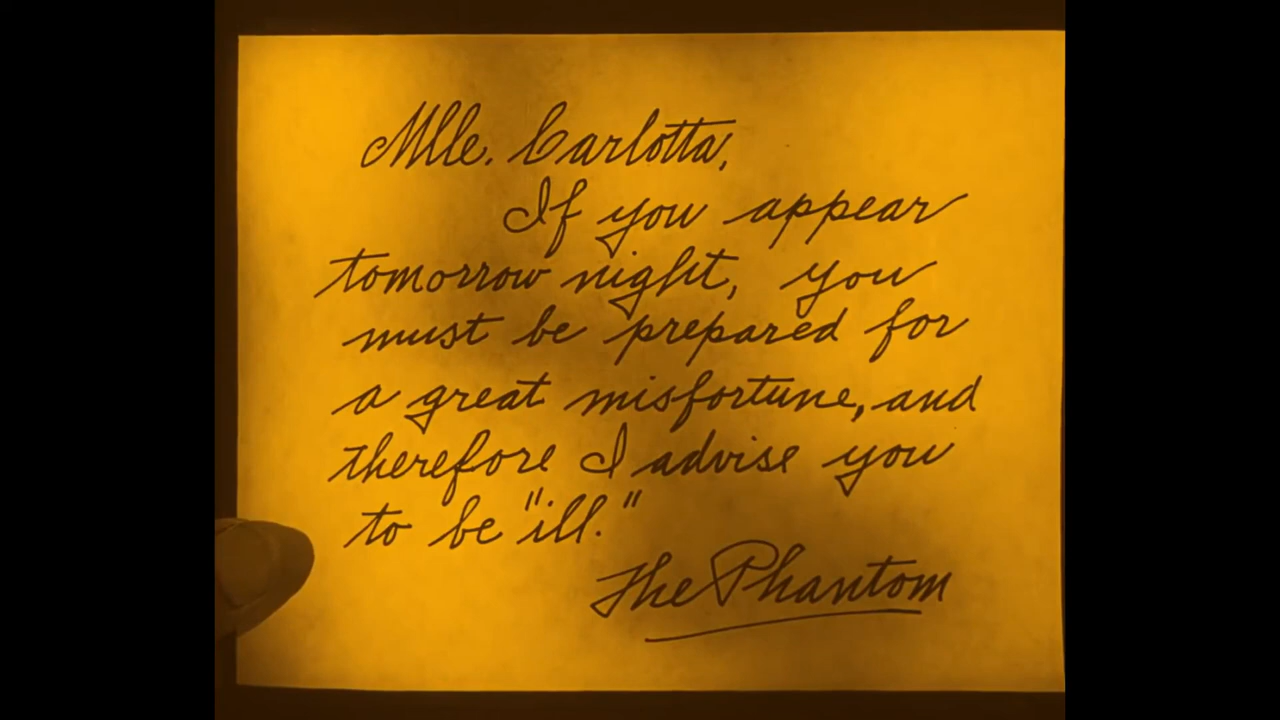 Mlle. Carlotta,
If you appear
tomorrow night, you
must be prepared for
a great misfortune, and
therefore I advise you
to be "ill."
The Phantom